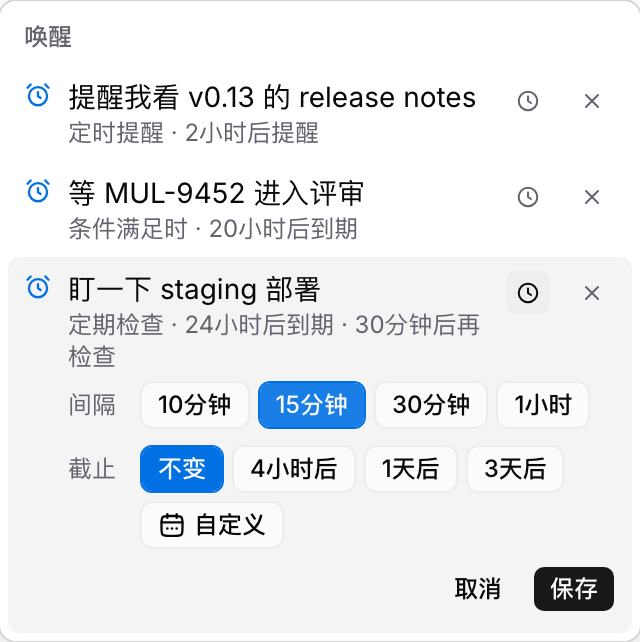 唤醒
提醒我看 v0.13 的 release notes
定时提醒 · 2小时后提醒
等 MUL-9452 进入评审
条件满足时 · 20小时后到期
盯一下 staging 部署
定期检查 · 24小时后到期 · 30分钟后再
检查
间隔 10分钟 15分钟 30分钟 1小时
截止 不变 4小时后 1天后 3天后
自定义
取消 保存